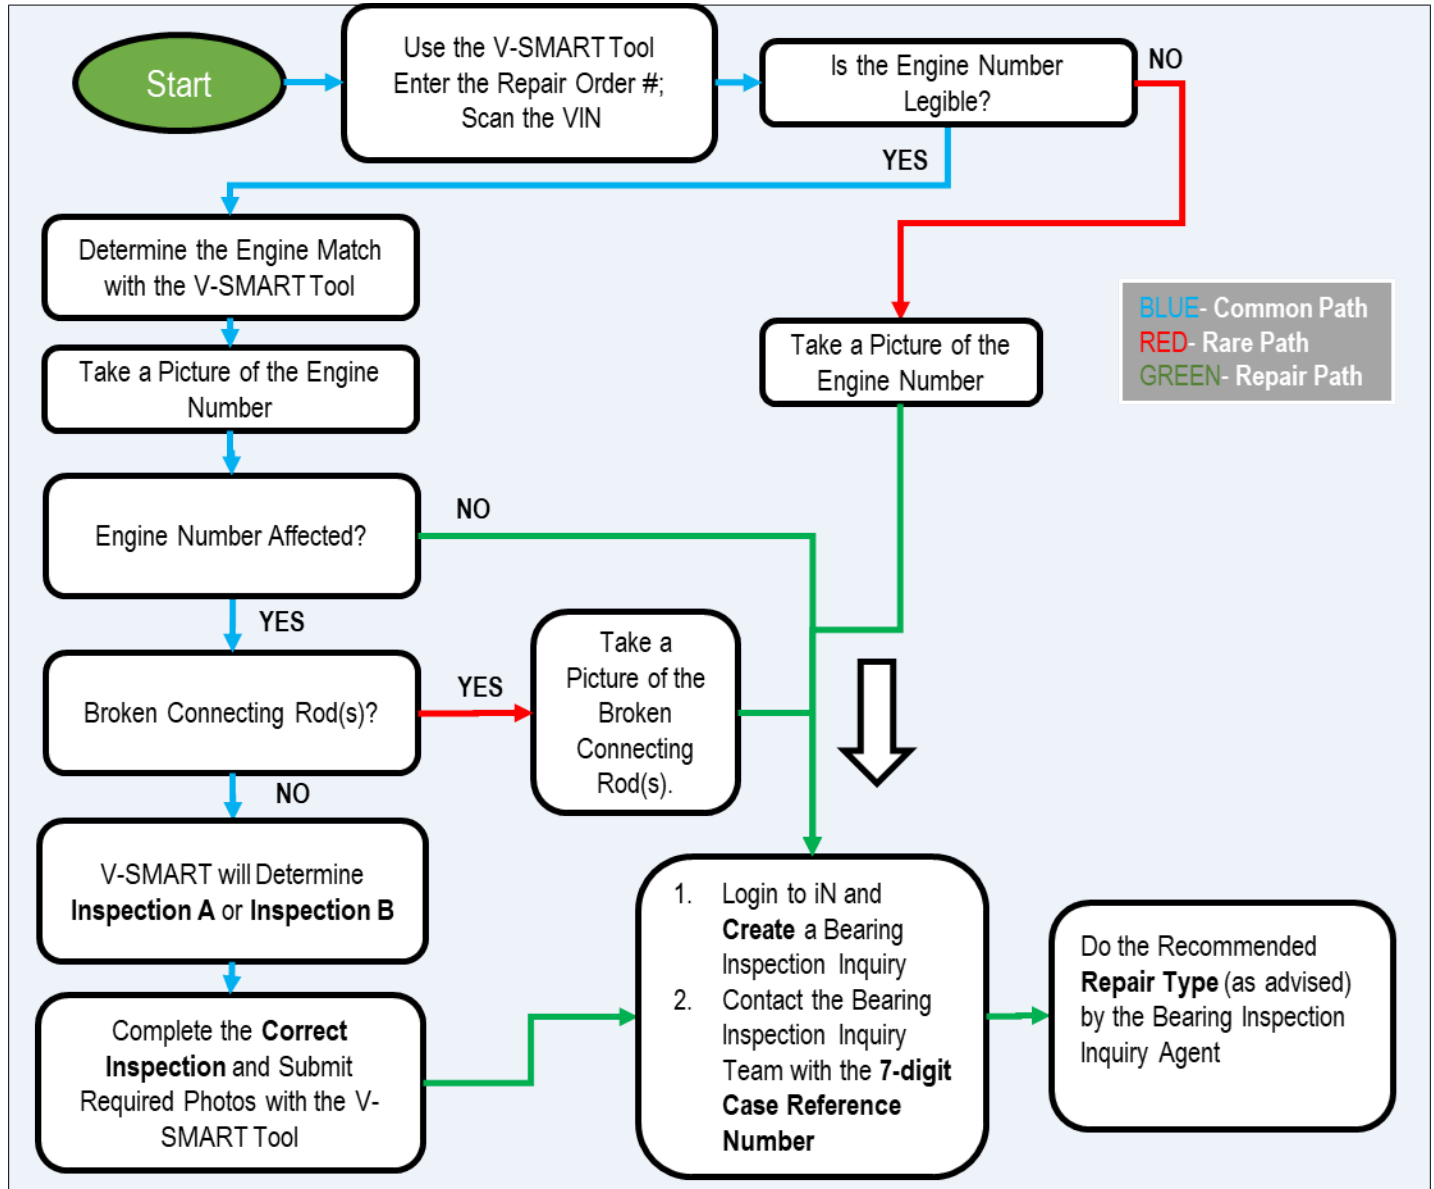 Start
Use the V-SMART Tool
Enter the Repair Order #;
Scan the VIN
Is the Engine Number
Legible?
NO
YES
Determine the Engine Match
with the V-SMART Tool
Take a Picture of the Engine
Number
Take a Picture of the
Engine Number
BLUE- Common Path
RED- Rare Path
GREEN- Repair Path
Engine Number Affected?
NO
YES
Broken Connecting Rod(s)?
YES
Take a
Picture of the
Broken
Connecting
Rod(s).
NO
V-SMART will Determine
Inspection A or Inspection B
Complete the Correct
Inspection and Submit
Required Photos with the V-
SMART Tool
1. Login to iN and
Create a Bearing
Inspection Inquiry
2. Contact the Bearing
Inspection Inquiry
Team with the 7-digit
Case Reference
Number
Do the Recommended
Repair Type (as advised)
by the Bearing Inspection
Inquiry Agent